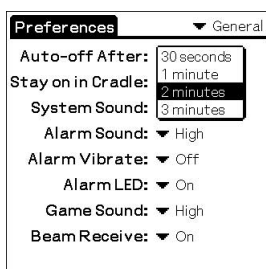 Preferences General
Auto-off After: 30 seconds
1 minute
Stay on in Cradle: 2 minutes
System Sound: 3 minutes
Alarm Sound: High
Alarm Vibrate: Off
Alarm LED: On
Game Sound: High
Beam Receive: On